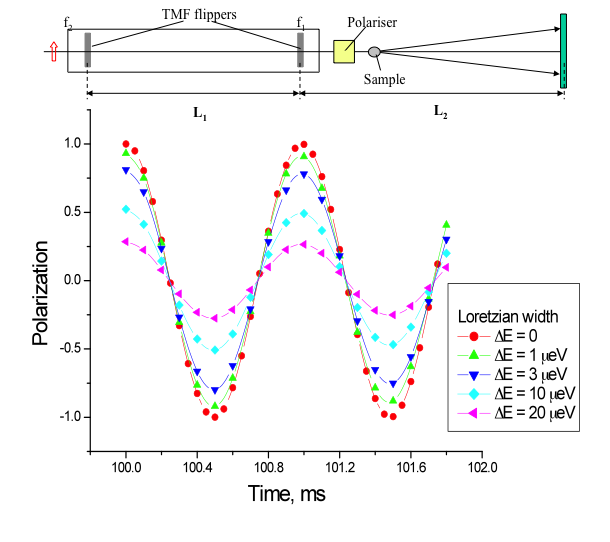 TMF flippers
f₂
f₁
Polariser
Sample
L₁
L₂
1.0
0.5
0.0
-0.5
-1.0
Polarization
100.0 100.4 100.8 101.2 101.6 102.0
Time, ms
Loretzian width
ΔE = 0
ΔE = 1 μeV
ΔE = 3 μeV
ΔE = 10 μeV
ΔE = 20 μeV